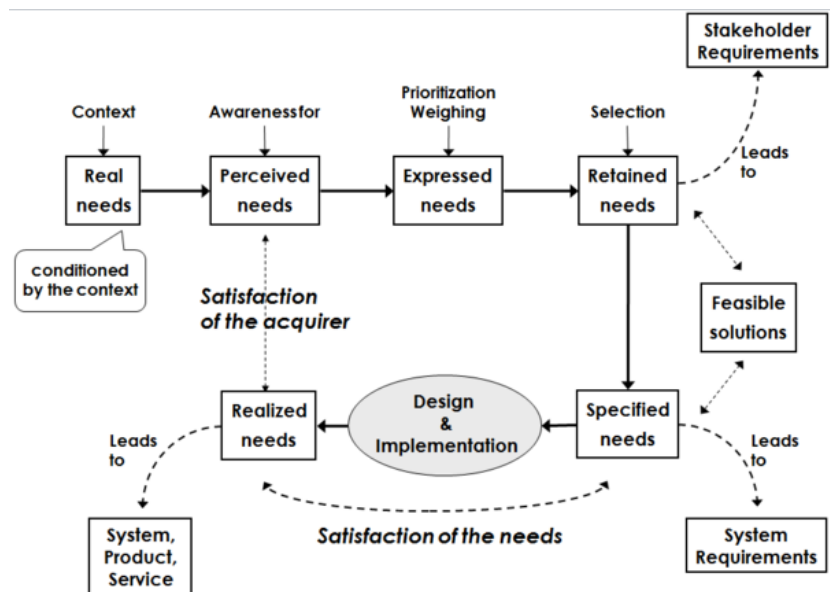 Stakeholder
Requirements
Prioritization
Weighing
Context
Awareness for
Selection
Leads
to
Real
needs
Perceived
needs
Expressed
needs
Retained
needs
conditioned
by the context
Satisfaction
of the acquirer
Feasible
solutions
Realized
needs
Design
&
Implementation
Specified
needs
Leads
to
Leads
to
System,
Product,
Service
Satisfaction of the needs
System
Requirements